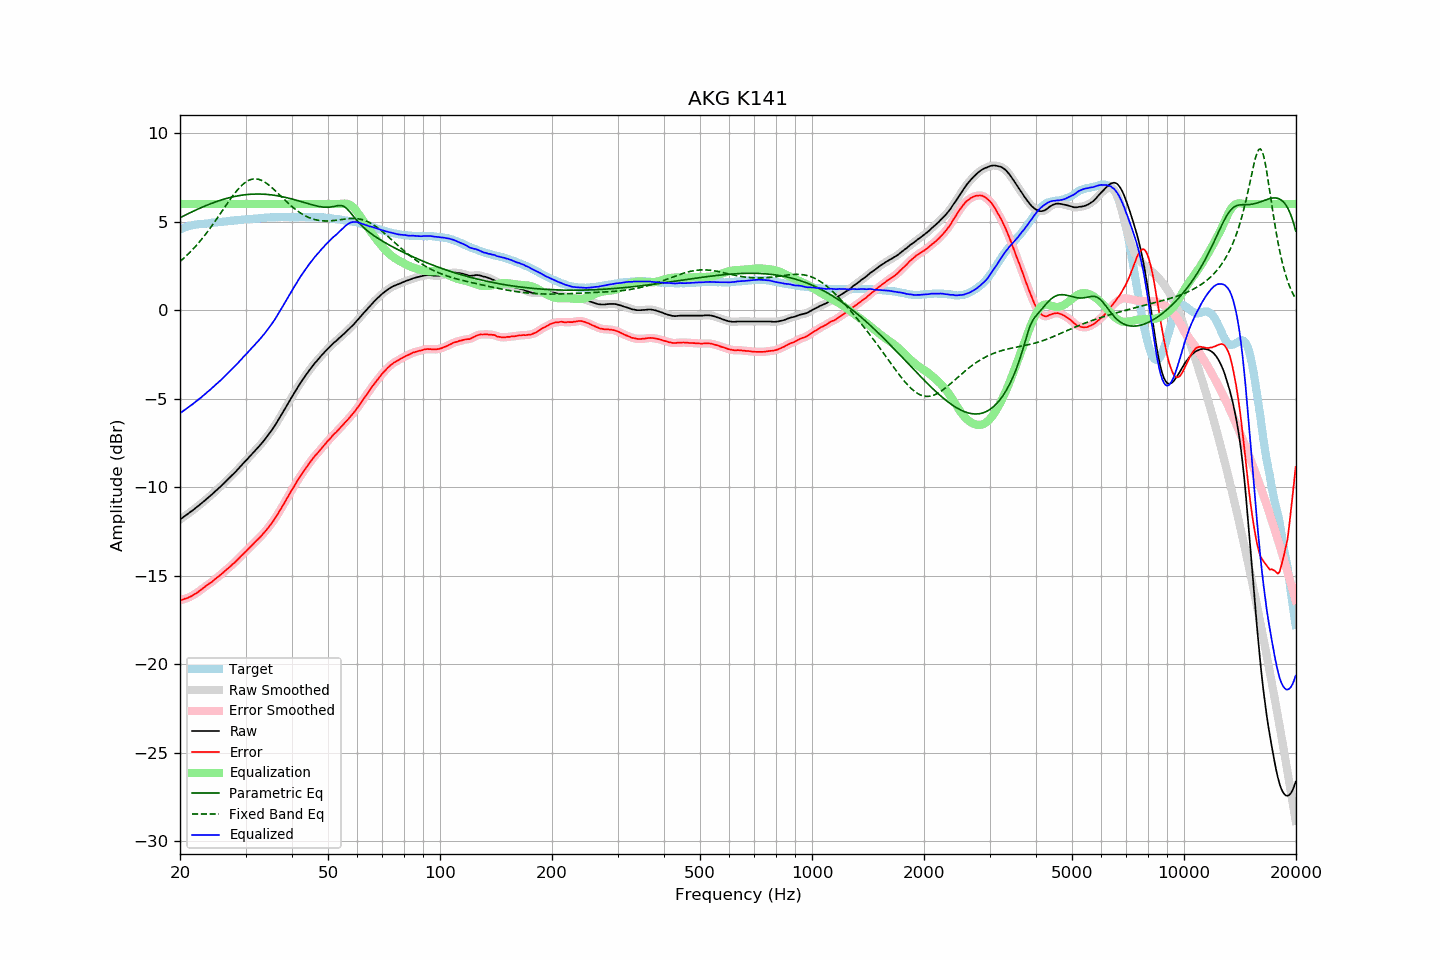 AKG K141
Amplitude (dBr)
10
5
0
−5
−10
−15
−20
−25
−30
Target
Raw Smoothed
Error Smoothed
Raw
Error
Equalization
Parametric Eq
Fixed Band Eq
Equalized
20 50 100 200 500 1000 2000 5000 10000 20000
Frequency (Hz)